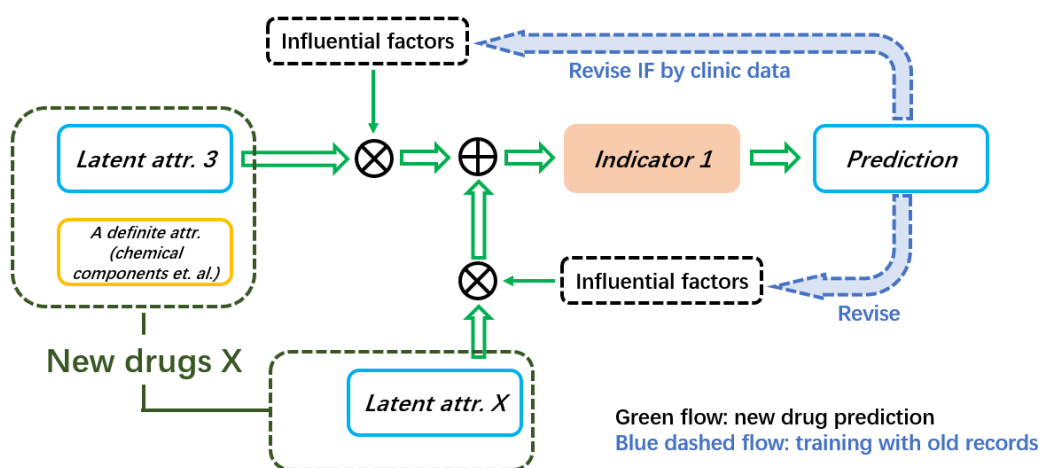 Influential factors
Revise IF by clinic data
Latent attr. 3
Indicator 1
Prediction
A definite attr.
(chemical
components et. al.)
Influential factors
Revise
New drugs X
Latent attr. X
Green flow: new drug prediction
Blue dashed flow: training with old records